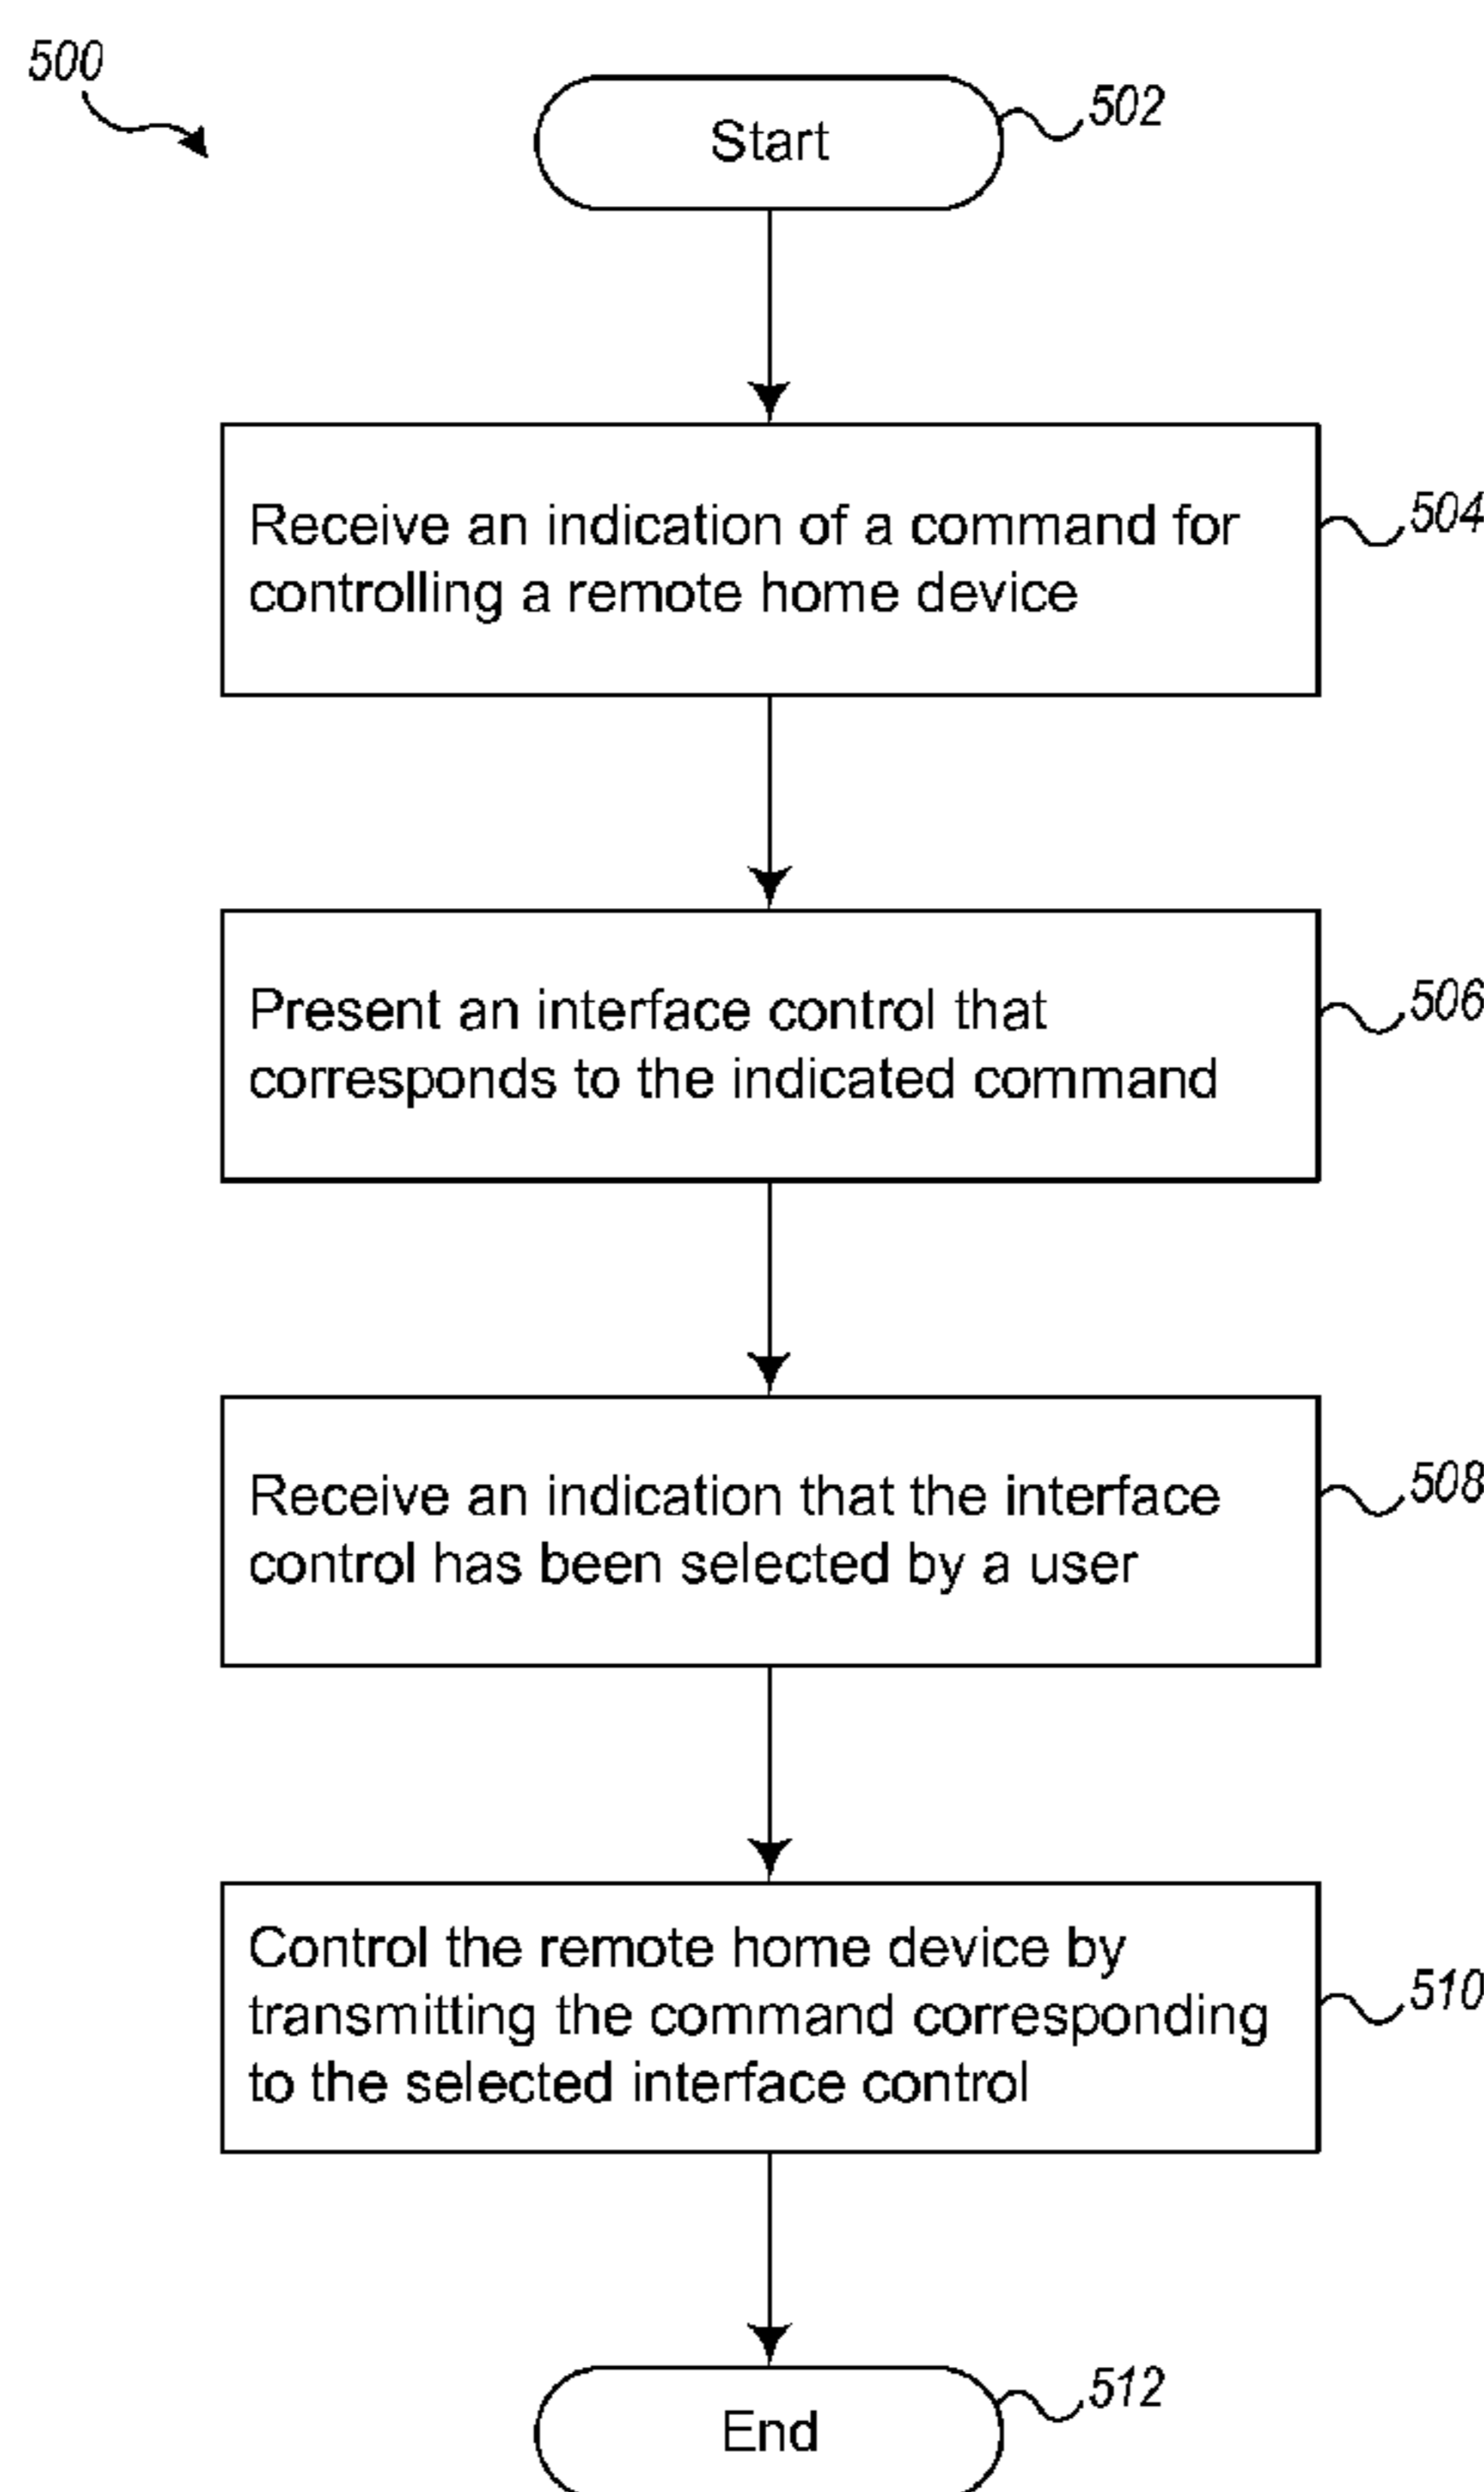 500
Start
502
Receive an indication of a command for
controlling a remote home device
504
Present an interface control that
corresponds to the indicated command
506
Receive an indication that the interface
control has been selected by a user
508
Control the remote home device by
transmitting the command corresponding
to the selected interface control
510
End
512